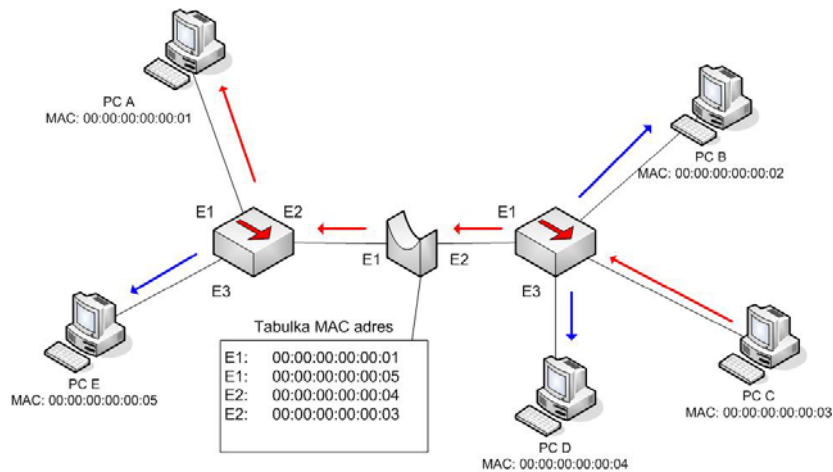 PC A
MAC: 00:00:00:00:00:01
PC B
MAC: 00:00:00:00:00:02
E1
E2
E1
E1
E2
E3
E3
Tabulka MAC adres
E1: 00:00:00:00:00:01
E1: 00:00:00:00:00:05
E2: 00:00:00:00:00:04
E2: 00:00:00:00:00:03
PC E
MAC: 00:00:00:00:00:05
PC C
MAC: 00:00:00:00:00:03
PC D
MAC: 00:00:00:00:00:04